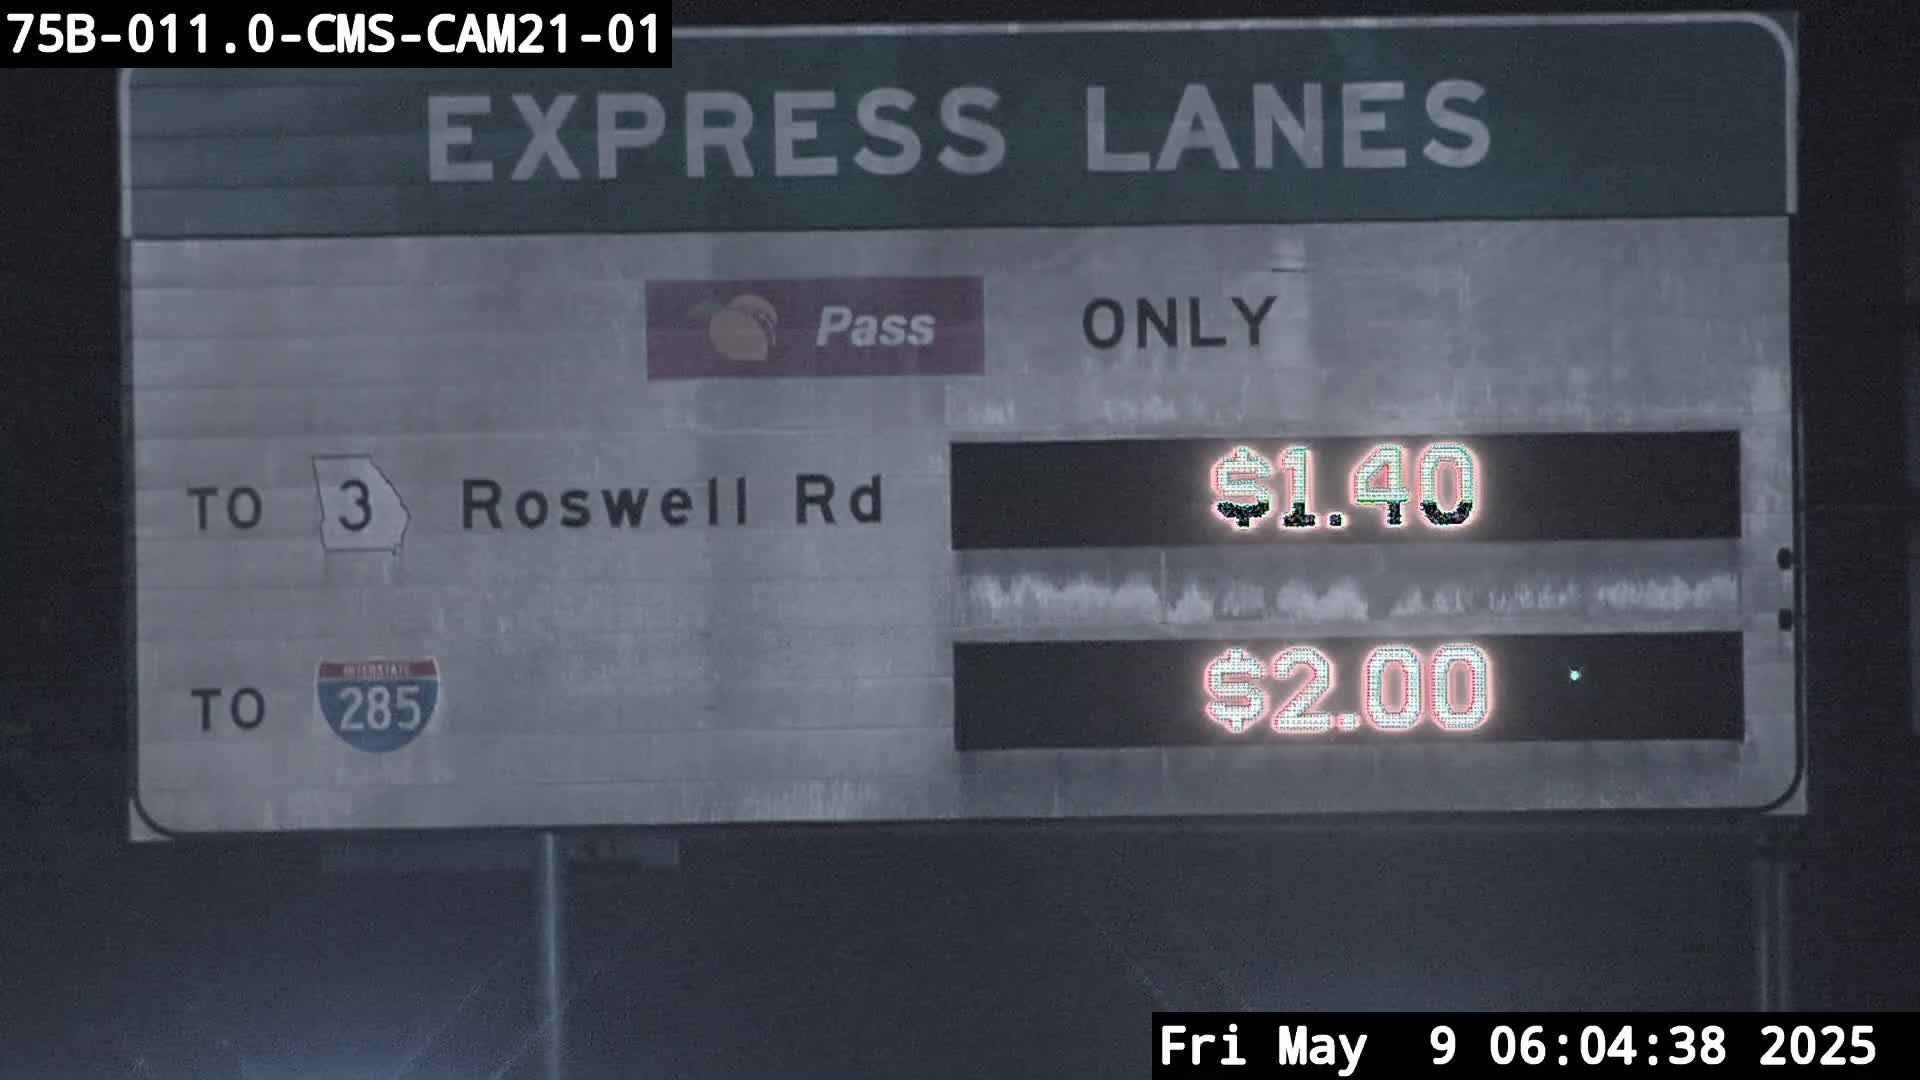 75B-011.0-CMS-CAM21-01
EXPRESS LANES
Pass ONLY
TO 3 Roswell Rd $1.40
TO INTERSTATE 285 $2.00
Fri May 9 06:04:38 2025